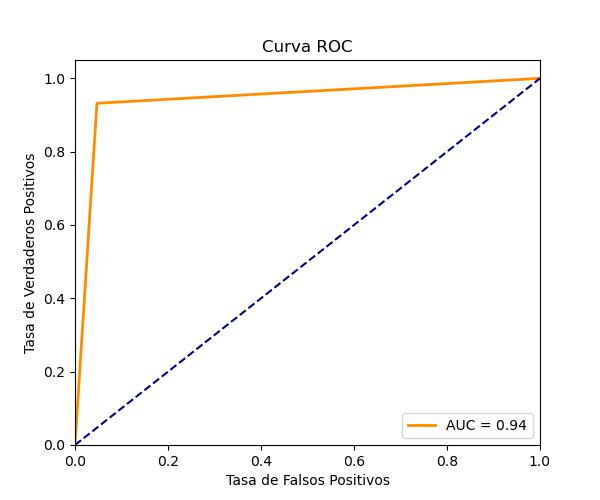 Curva ROC
1.0
0.8
0.6
0.4
0.2
0.0
Tasa de Verdaderos Positivos
AUC = 0.94
0.0 0.2 0.4 0.6 0.8 1.0
Tasa de Falsos Positivos